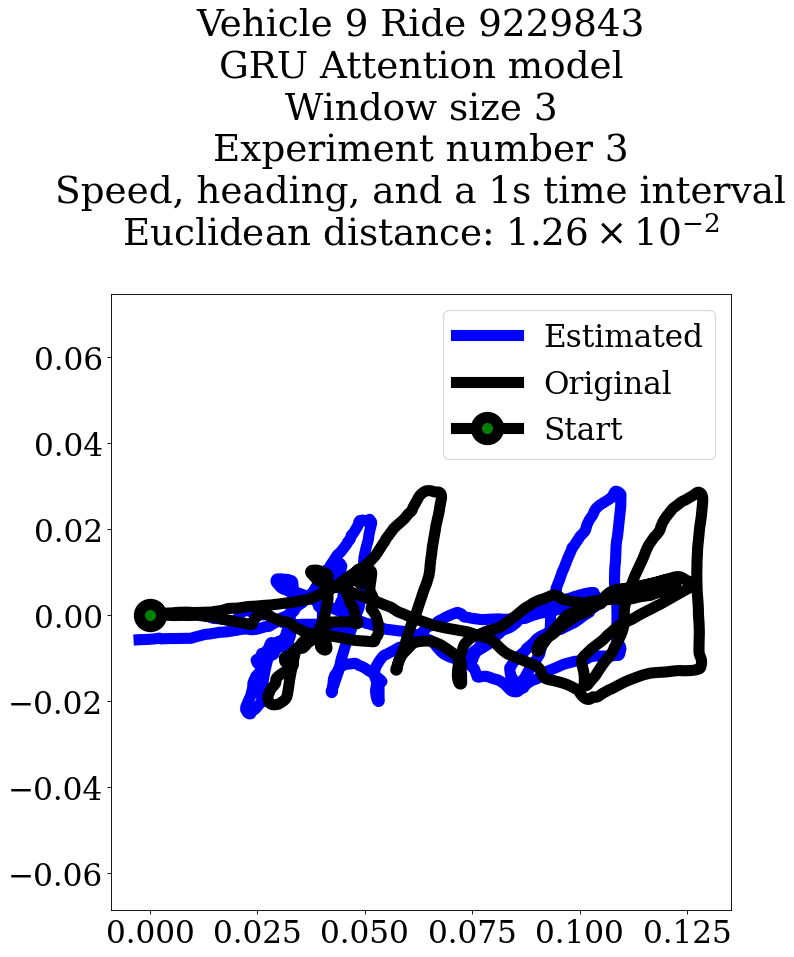 Vehicle 9 Ride 9229843
GRU Attention model
Window size 3
Experiment number 3
Speed, heading, and a 1s time interval
Euclidean distance: 1.26 × 10⁻²
Estimated
Original
Start
0.06
0.04
0.02
0.00
−0.02
−0.04
−0.06
0.000 0.025 0.050 0.075 0.100 0.125